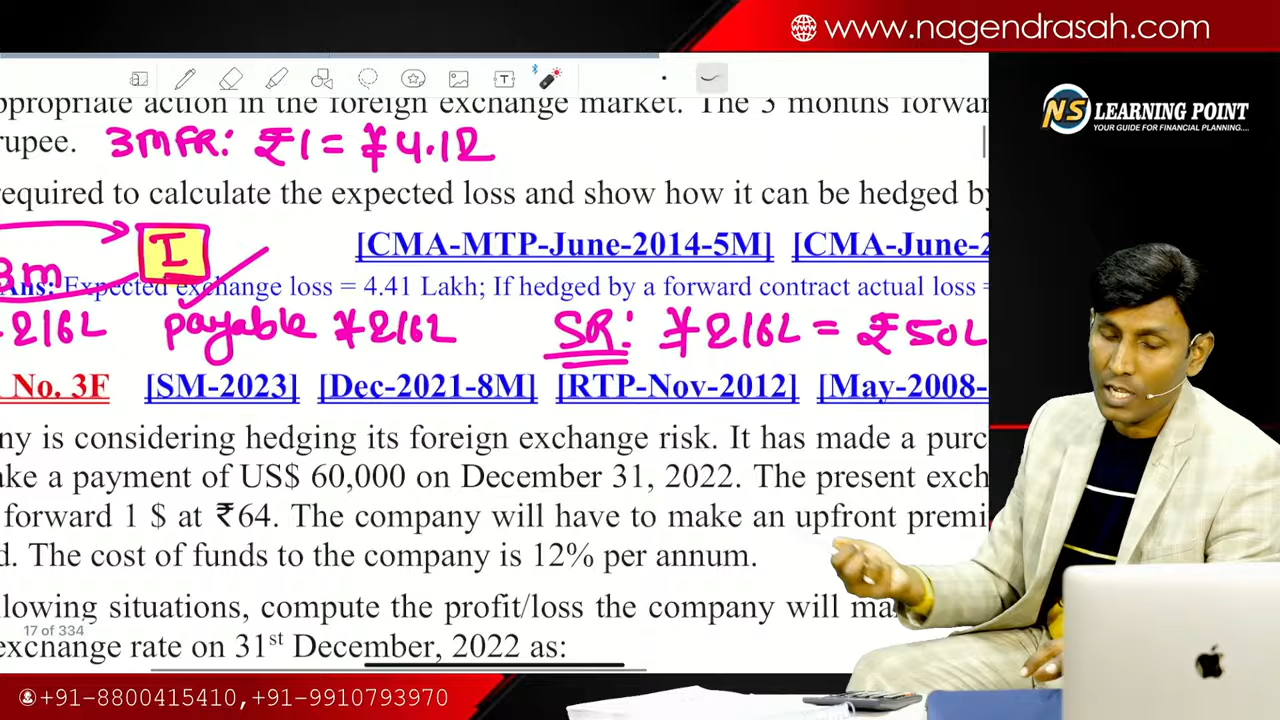 www.nagendrasah.com
NS LEARNING POINT
YOUR GUIDE FOR FINANCIAL PLANNING....
ppropriate action in the foreign exchange market. The 3 months forwar
rupee. 3MFR: ₹1 = ¥4.12
required to calculate the expected loss and show how it can be hedged by
I
[CMA-MTP-June-2014-5M] [CMA-June-2
3m
Ans: Expected exchange loss = 4.41 Lakh; If hedged by a forward contract actual loss =
216L payable ¥216L SR: ¥216L = ₹50L
No. 3F [SM-2023] [Dec-2021-8M] [RTP-Nov-2012] [May-2008-
ny is considering hedging its foreign exchange risk. It has made a purc
ake a payment of US$ 60,000 on December 31, 2022. The present exch
forward 1 $ at ₹64. The company will have to make an upfront premi
d. The cost of funds to the company is 12% per annum.
llowing situations, compute the profit/loss the company will ma
17 of 334
exchange rate on 31st December, 2022 as:
+91-8800415410,+91-9910793970